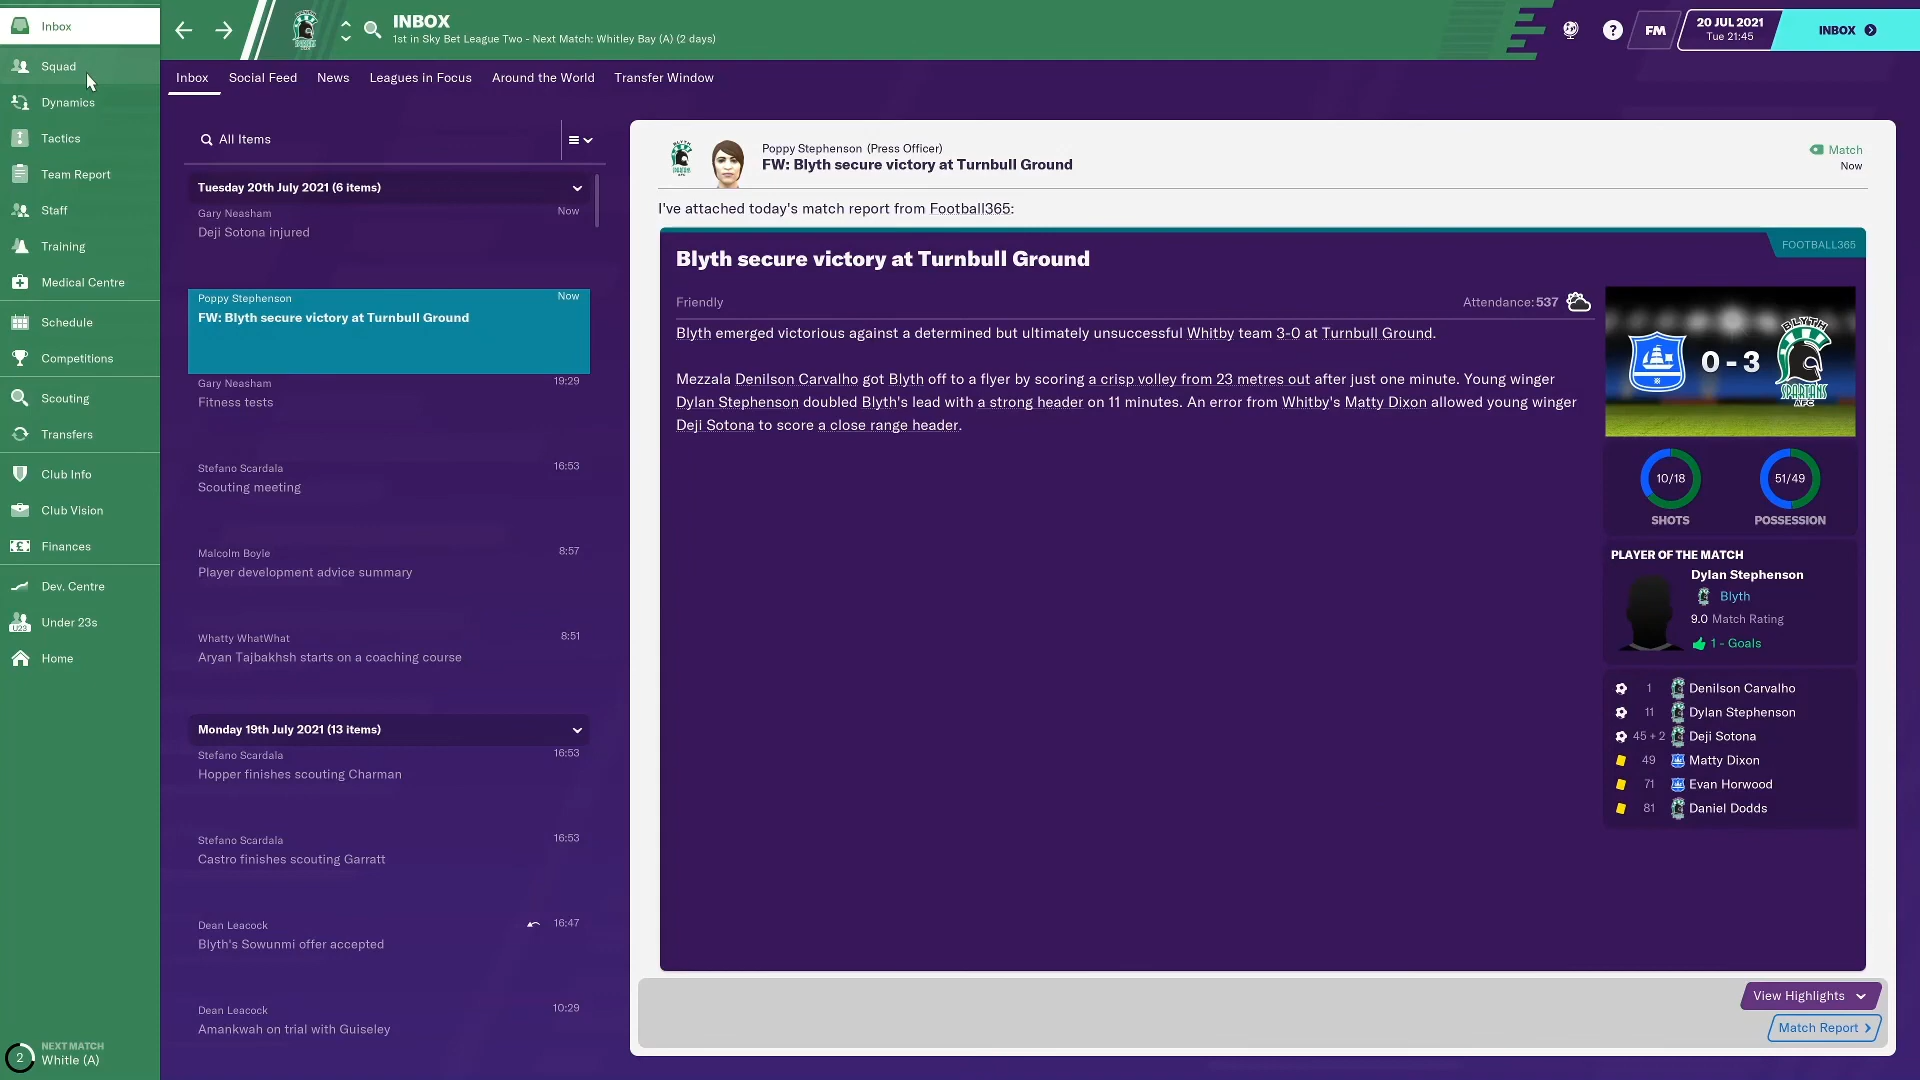 Inbox
Squad
Dynamics
Tactics
Team Report
Staff
Training
Medical Centre
Schedule
Competitions
Scouting
Transfers
Club Info
Club Vision
Finances
Dev. Centre
U23
Under 23s
Home
2
NEXT MATCH
Whitle (A)
INBOX
1st in Sky Bet League Two - Next Match: Whitley Bay (A) (2 days)
?
FM
20 JUL 2021
Tue 21:45
INBOX
Inbox Social Feed News Leagues in Focus Around the World Transfer Window
All Items
Tuesday 20th July 2021 (6 items)
Gary Neasham Now
Deji Sotona injured
Poppy Stephenson Now
FW: Blyth secure victory at Turnbull Ground
Gary Neasham 19:29
Fitness tests
Stefano Scardala 16:53
Scouting meeting
Malcolm Boyle 8:57
Player development advice summary
Whatty WhatWhat 8:51
Aryan Tajbakhsh starts on a coaching course
Monday 19th July 2021 (13 items)
Stefano Scardala 16:53
Hopper finishes scouting Charman
Stefano Scardala 16:53
Castro finishes scouting Garratt
Dean Leacock 16:47
Blyth's Sowunmi offer accepted
Dean Leacock 10:29
Amankwah on trial with Guiseley
Poppy Stephenson (Press Officer)
FW: Blyth secure victory at Turnbull Ground
Match
Now
I've attached today's match report from Football365:
FOOTBALL365
Blyth secure victory at Turnbull Ground
Friendly Attendance: 537
Blyth emerged victorious against a determined but ultimately unsuccessful Whitby team 3-0 at Turnbull Ground.
Mezzala Denilson Carvalho got Blyth off to a flyer by scoring a crisp volley from 23 metres out after just one minute. Young winger
Dylan Stephenson doubled Blyth's lead with a strong header on 11 minutes. An error from Whitby's Matty Dixon allowed young winger
Deji Sotona to score a close range header.
BLYTH
0 - 3
SPARTANS
AFC
10/18
SHOTS
51/49
POSSESSION
PLAYER OF THE MATCH
Dylan Stephenson
Blyth
9.0 Match Rating
1 - Goals
1 Denilson Carvalho
11 Dylan Stephenson
45 + 2 Deji Sotona
49 Matty Dixon
71 Evan Horwood
81 Daniel Dodds
View Highlights
Match Report